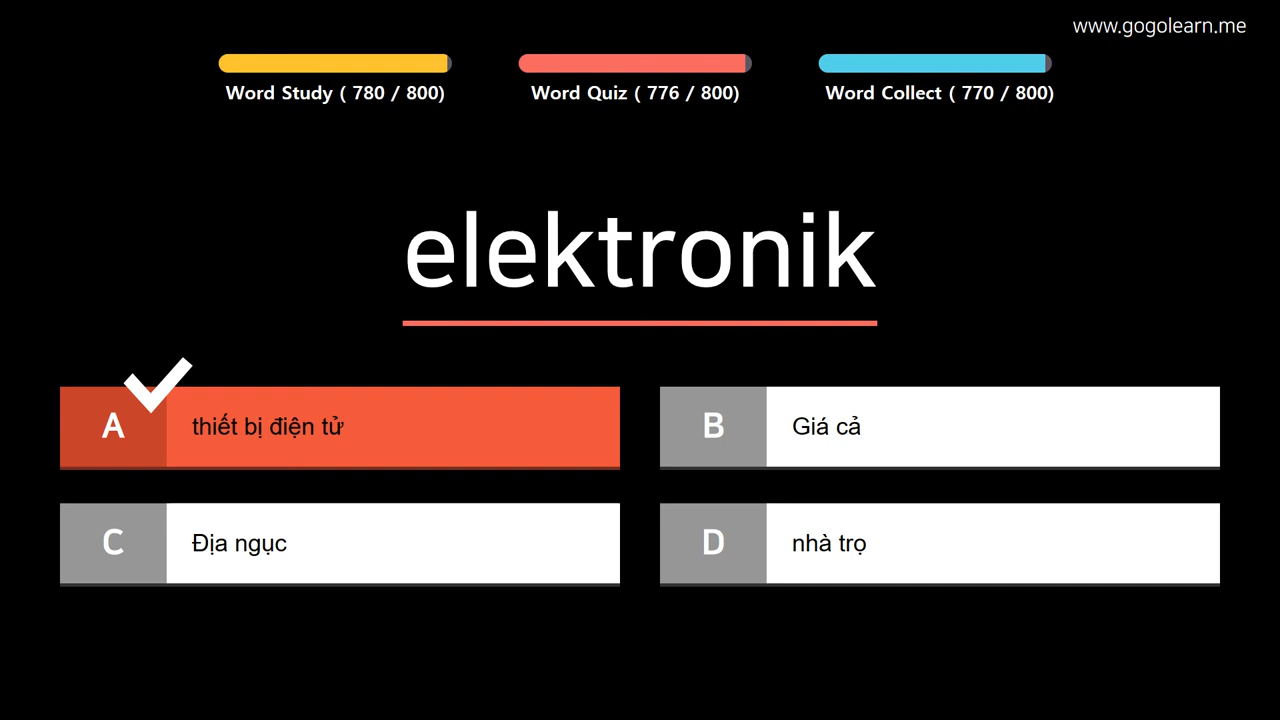 www.gogolearn.me
Word Study ( 780 / 800)
Word Quiz ( 776 / 800)
Word Collect ( 770 / 800)
elektronik
A
thiết bị điện tử
B
Giá cả
C
Địa ngục
D
nhà trọ